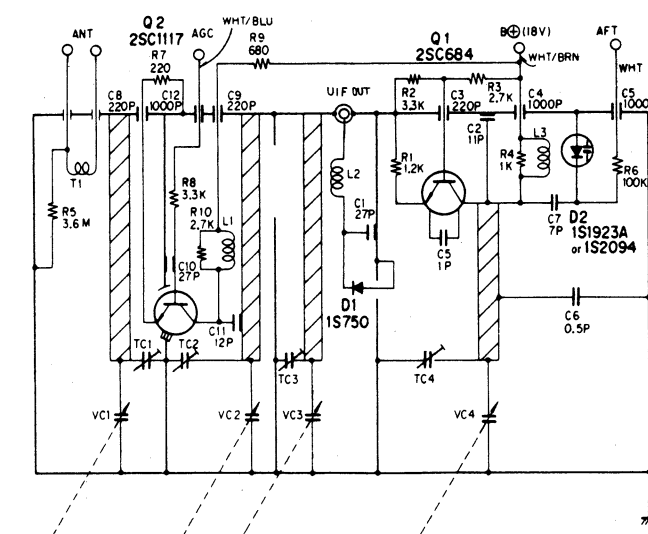 ANT
Q2
2SC1117
AGC
WHT/BLU
R9
680
Q1
2SC684
B⊕(18V)
WHT/BRN
AFT
WHT
R7
220
C8
220P
C12
1000P
C9
220P
UIF OUT
R2
3.3K
C3
220P
R3
2.7K
C4
1000P
C5
1000
C2
11P
L3
R4
1K
R1
1.2K
T1
R5
3.6M
R8
3.3K
R10
2.7K
L1
L2
C1
27P
C5
1P
C7
7P
D2
1S1923A
or 1S2094
R6
100K
C10
27P
C11
12P
D1
1S750
C6
0.5P
TC1
TC2
TC3
TC4
VC1
VC2
VC3
VC4